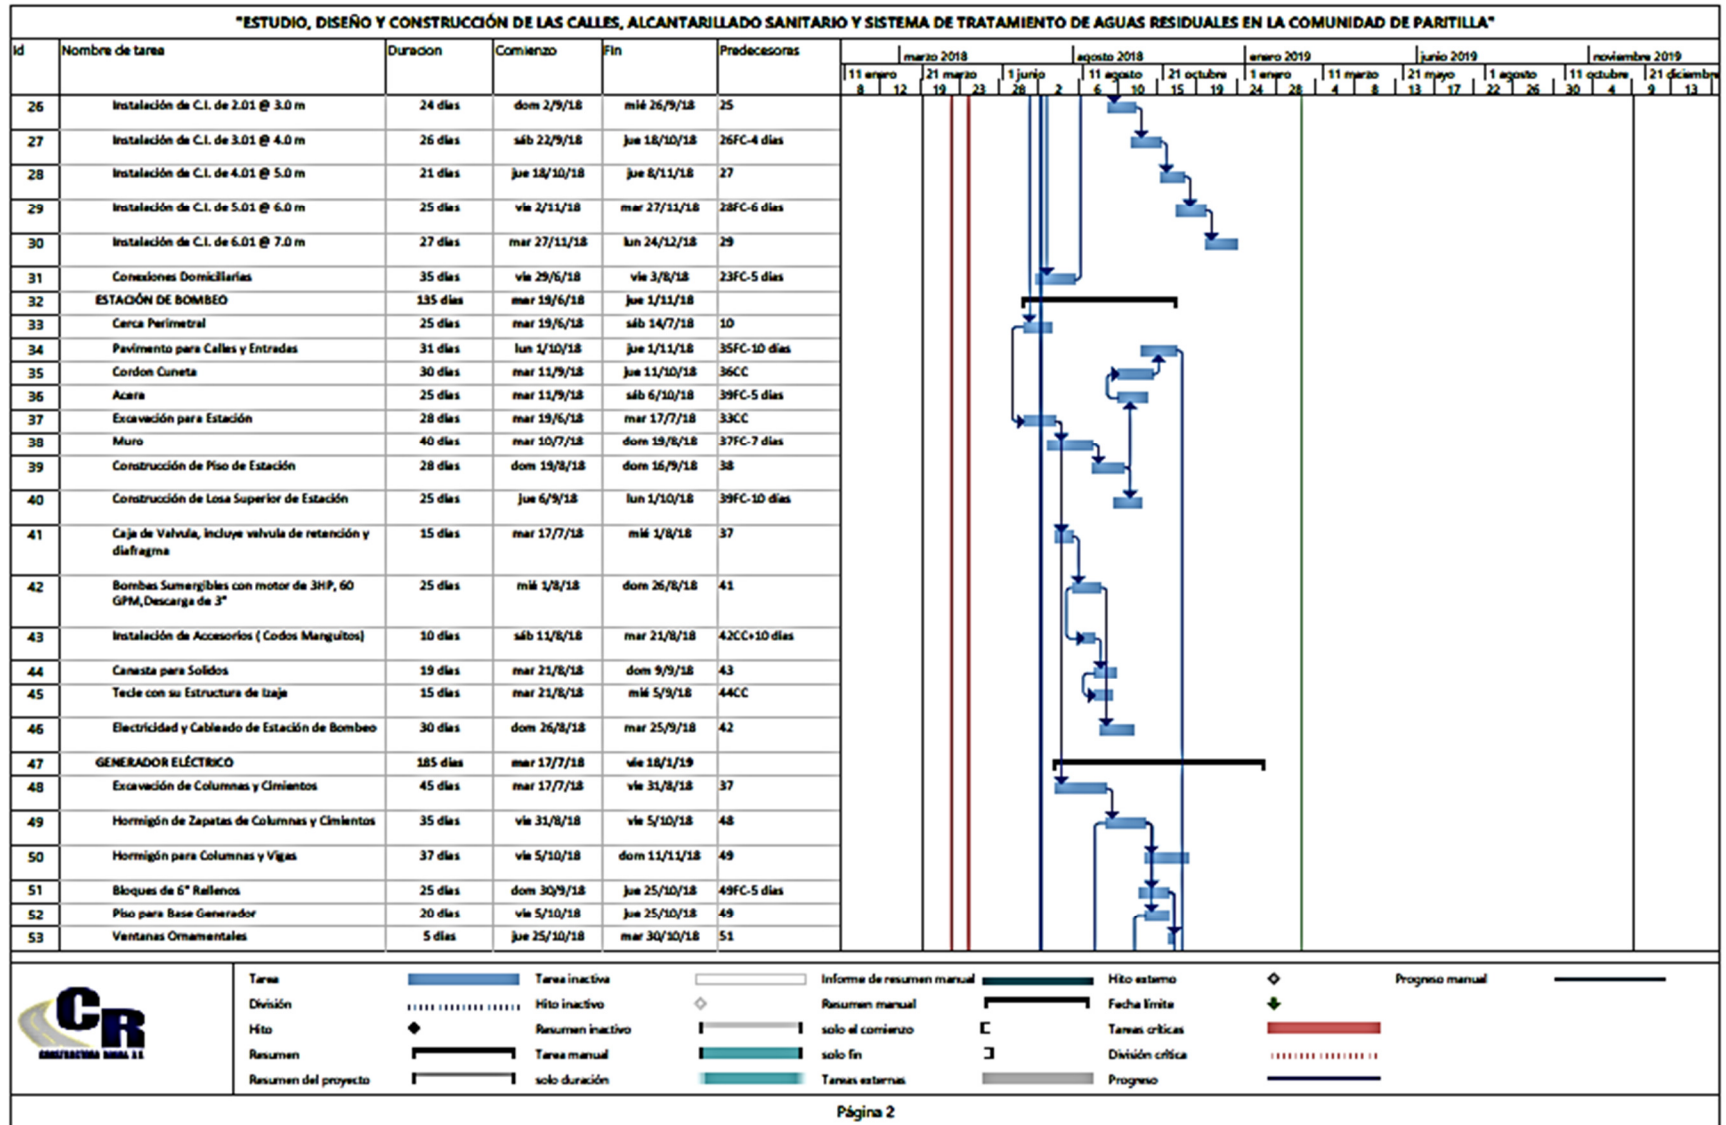 "ESTUDIO, DISEÑO Y CONSTRUCCIÓN DE LAS CALLES, ALCANTARILLADO SANITARIO Y SISTEMA DE TRATAMIENTO DE AGUAS RESIDUALES EN LA COMUNIDAD DE PARITILLA"
Id Nombre de tarea Duracion Comienzo Fin Predecesoras
marzo 2018 agosto 2018 enero 2019 junio 2019 noviembre 2019
11 enero 21 marzo 1 junio 11 agosto 21 octubre 1 enero 11 marzo 21 mayo 1 agosto 11 octubre 21 diciembre
8 12 19 23 28 2 6 10 15 19 24 28 4 8 13 17 22 26 30 4 9 13
26 Instalación de C.I. de 2.01 @ 3.0 m 24 días dom 2/9/18 mié 26/9/18 25
27 Instalación de C.I. de 3.01 @ 4.0 m 26 días sáb 22/9/18 jue 18/10/18 26FC-4 días
28 Instalación de C.I. de 4.01 @ 5.0 m 21 días jue 18/10/18 jue 8/11/18 27
29 Instalación de C.I. de 5.01 @ 6.0 m 25 días vie 2/11/18 mar 27/11/18 28FC-6 días
30 Instalación de C.I. de 6.01 @ 7.0 m 27 días mar 27/11/18 lun 24/12/18 29
31 Conexiones Domiciliarias 35 días vie 29/6/18 vie 3/8/18 23FC-5 días
32 ESTACIÓN DE BOMBEO 135 días mar 19/6/18 jue 1/11/18
33 Cerca Perimetral 25 días mar 19/6/18 sáb 14/7/18 10
34 Pavimento para Calles y Entradas 31 días lun 1/10/18 jue 1/11/18 35FC-10 días
35 Cordon Cuneta 30 días mar 11/9/18 jue 11/10/18 36CC
36 Acera 25 días mar 11/9/18 sáb 6/10/18 39FC-5 días
37 Excavación para Estación 28 días mar 19/6/18 mar 17/7/18 33CC
38 Muro 40 días mar 10/7/18 dom 19/8/18 37FC-7 días
39 Construcción de Piso de Estación 28 días dom 19/8/18 dom 16/9/18 38
40 Construcción de Losa Superior de Estación 25 días jue 6/9/18 lun 1/10/18 39FC-10 días
41 Caja de Valvula, incluye valvula de retención y 15 días mar 17/7/18 mié 1/8/18 37
diafragma
42 Bombas Sumergibles con motor de 3HP, 60 25 días mié 1/8/18 dom 26/8/18 41
GPM,Descarga de 3"
43 Instalación de Accesorios ( Codos Manguitos) 10 días sáb 11/8/18 mar 21/8/18 42CC+10 días
44 Canasta para Solidos 19 días mar 21/8/18 dom 9/9/18 43
45 Tecle con su Estructura de Izaje 15 días mar 21/8/18 mié 5/9/18 44CC
46 Electricidad y Cableado de Estación de Bombeo 30 días dom 26/8/18 mar 25/9/18 42
47 GENERADOR ELÉCTRICO 185 días mar 17/7/18 vie 18/1/19
48 Excavación de Columnas y Cimientos 45 días mar 17/7/18 vie 31/8/18 37
49 Hormigón de Zapatas de Columnas y Cimientos 35 días vie 31/8/18 vie 5/10/18 48
50 Hormigón para Columnas y Vigas 37 días vie 5/10/18 dom 11/11/18 49
51 Bloques de 6" Rellenos 25 días dom 30/9/18 jue 25/10/18 49FC-5 días
52 Piso para Base Generador 20 días vie 5/10/18 jue 25/10/18 49
53 Ventanas Ornamentales 5 días jue 25/10/18 mar 30/10/18 51
CR
CONSTRUCTORA RODSA S.A.
Tarea Tarea inactiva Informe de resumen manual Hito externo Progreso manual
División Hito inactivo Resumen manual Fecha límite
Hito Resumen inactivo solo el comienzo Tareas críticas
Resumen Tarea manual solo fin División crítica
Resumen del proyecto solo duración Tareas externas Progreso
Página 2